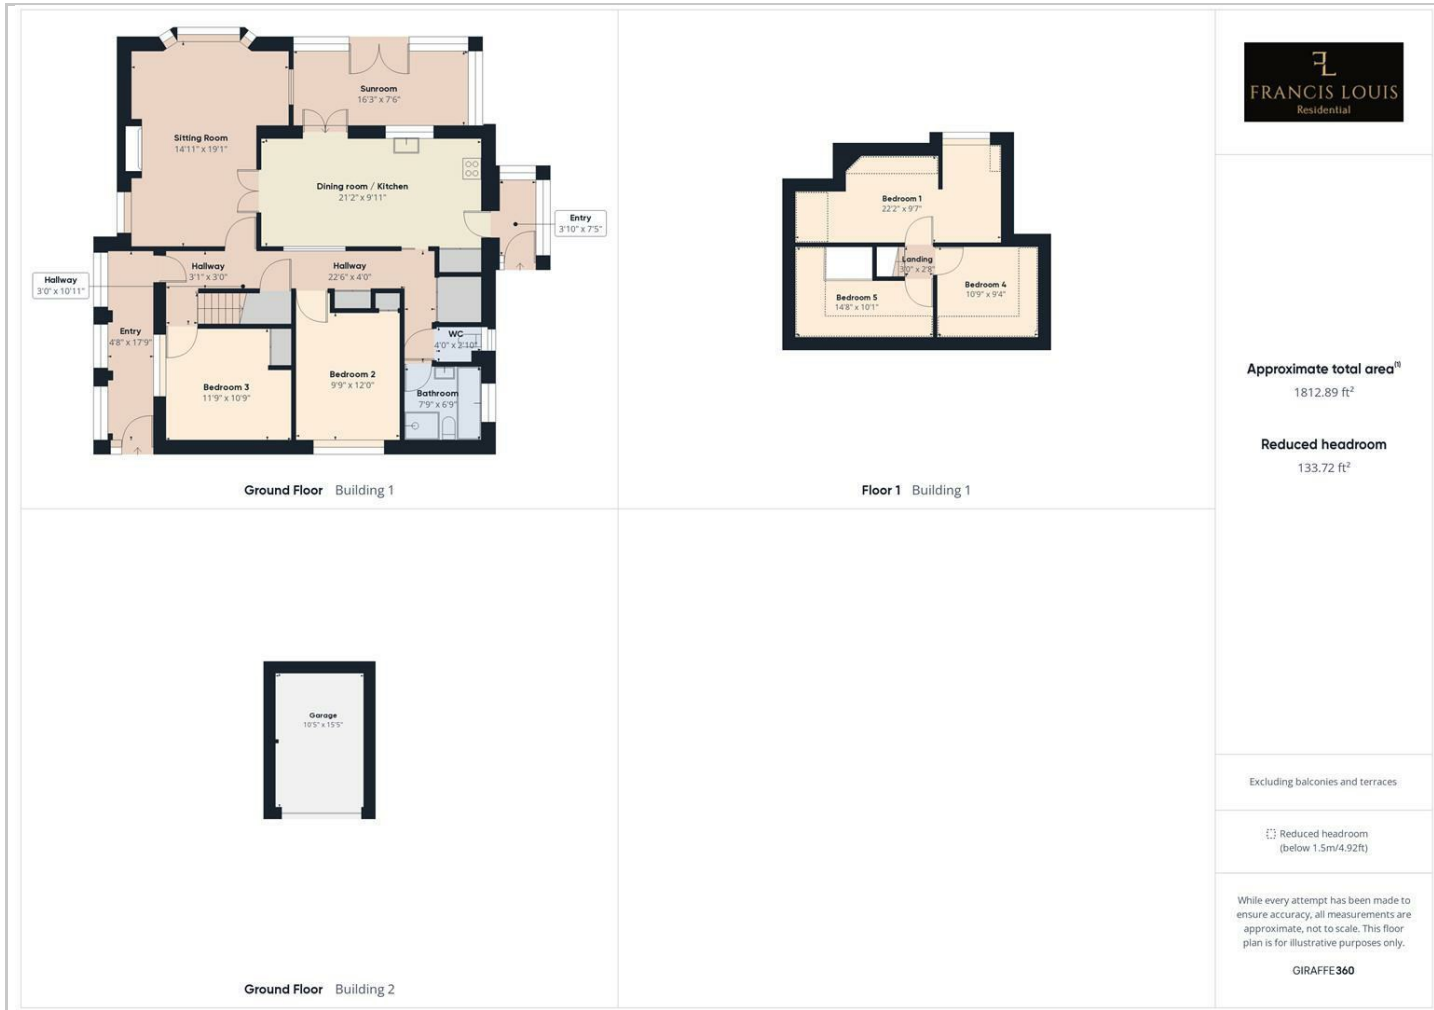 Sunroom
16'3" x 7'6"
Sitting Room
14'11" x 19'1"
Dining room / Kitchen
21'2" x 9'11"
Entry
3'10" x 7'5"
Hallway
3'1" x 3'0"
Hallway
22'6" x 4'0"
Hallway
3'0" x 10'11"
Entry
4'8" x 17'9"
WC
4'0" x 2'10"
Bedroom 3
11'9" x 10'9"
Bedroom 2
9'9" x 12'0"
Bathroom
7'9" x 6'9"
Ground Floor Building 1
Bedroom 1
22'2" x 9'7"
Landing
3'0" x 2'8"
Bedroom 5
14'8" x 10'1"
Bedroom 4
10'9" x 9'4"
Floor 1 Building 1
Garage
10'5" x 15'5"
Ground Floor Building 2
FL
FRANCIS LOUIS
Residential
Approximate total area(1)
1812.89 ft²
Reduced headroom
133.72 ft²
Excluding balconies and terraces
Reduced headroom
(below 1.5m/4.92ft)
While every attempt has been made to
ensure accuracy, all measurements are
approximate, not to scale. This floor
plan is for illustrative purposes only.
GIRAFFE360